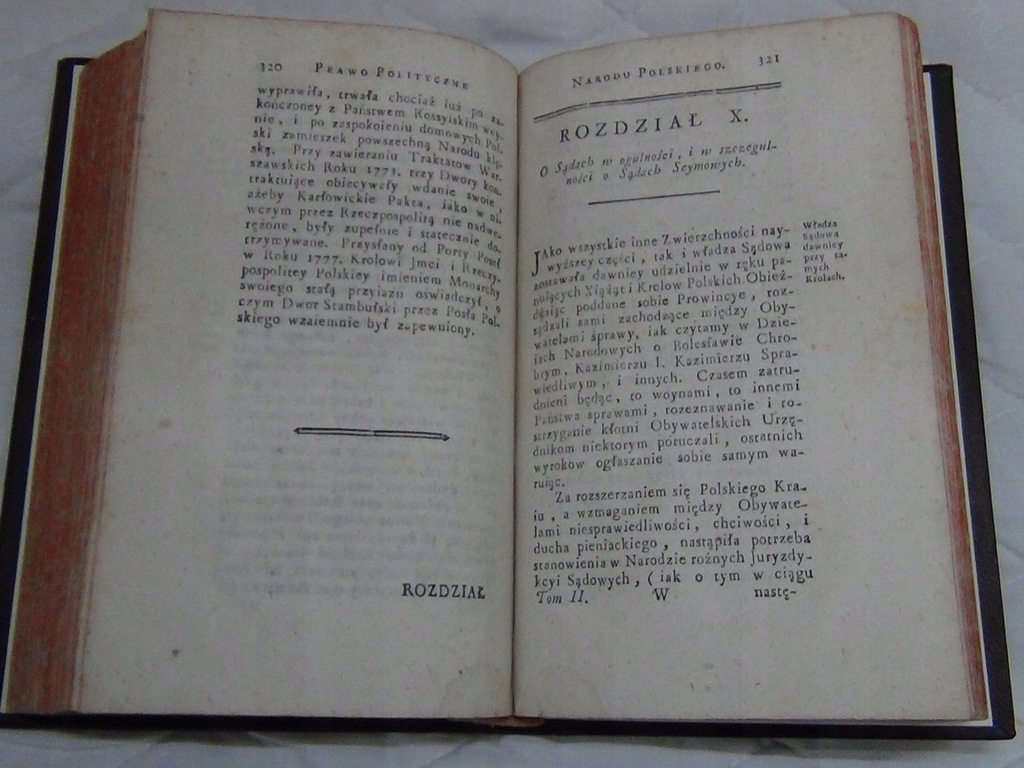 320 PRAWO POLITYCZNE
wyprawiła, trwała chociaż iuż po za-
kończoney z Państwem Rossyiskim woy-
nie, i po zaspokoieniu domowych Pol-
ski zamieszek powszechną Narodu klę-
ską. Przy zawieraniu Traktatow War-
szawskich Roku 1773. trzy Dwory kon-
traktuiące obiecywały wdanie swoie,
ażeby Karłowickie Pakta, iako w ni-
wczym przez Rzeczpospolitą nie nadwe-
rężone, były zupełnie i statecznie do-
trzymywane. Przysłany od Porty Poseł
w Roku 1777. Krolowi Jmci i Rzeczy-
pospolitey Polskiey imieniem Monarchy
swoiego stałą przyiaźń oświadczył, o
czym Dwor Stambulski przez Posła Pol-
skiego wzaiemnie był zapewniony.
ROZDZIAŁ
NARODU POLSKIEGO. 321
ROZDZIAŁ X.
O Sądach w ogulności, i w szczegul-
ności o Sądach Seymowych.
JAko wszystkie inne Zwierzchności nay-
wyższey części, tak i władza Sądowa
zostawała dawniey udzielnie w ręku pa-
nuiących Xiążąt i Krolow Polskich. Obież-
dżaiąc poddane sobie Prowincye, roz-
sądzali sami zachodzące między Oby-
watelami sprawy, iak czytamy w Dzie-
iach Narodowych o Bolesławie Chro-
brym, Kazimierzu I. Kazimierzu Spra-
wiedliwym, i innych. Czasem zatru-
dnieni będąc, to woynami, to innemi
Państwa sprawami, rozeznawanie i ro-
strzyganie kłotni Obywatelskich Urzę-
dnikom niektorym poruczali, ostatnich
wyrokow ogłaszanie sobie samym wa-
ruiąc.
Za rozszerzaniem się Polskiego Kra-
iu, a wzmaganiem między Obywate-
lami niesprawiedliwości, chciwości, i
ducha pieniackiego, nastąpiła potrzeba
stanowienia w Narodzie rożnych Juryzdy-
kcyi Sądowych, (iak o tym w ciągu
Tom II. W nastę-
Władza
Sądowa
dawniey
przy sa-
mych
Krolach.